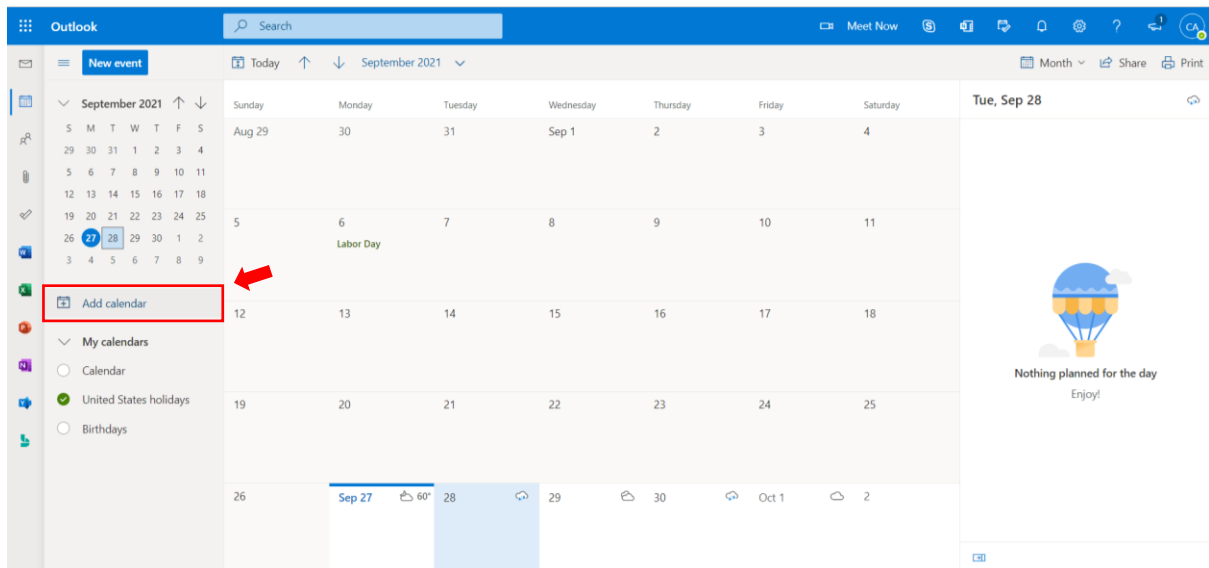 Outlook
Search
Meet Now
CA
New event
Today
September 2021
Month
Share
Print
September 2021
S M T W T F S
29 30 31 1 2 3 4
5 6 7 8 9 10 11
12 13 14 15 16 17 18
19 20 21 22 23 24 25
26 27 28 29 30 1 2
3 4 5 6 7 8 9
Add calendar
My calendars
Calendar
United States holidays
Birthdays
Sunday Monday Tuesday Wednesday Thursday Friday Saturday
Aug 29 30 31 Sep 1 2 3 4
5 6 7 8 9 10 11
Labor Day
12 13 14 15 16 17 18
19 20 21 22 23 24 25
26 Sep 27 60° 28 29 30 Oct 1 2
Tue, Sep 28
Nothing planned for the day
Enjoy!